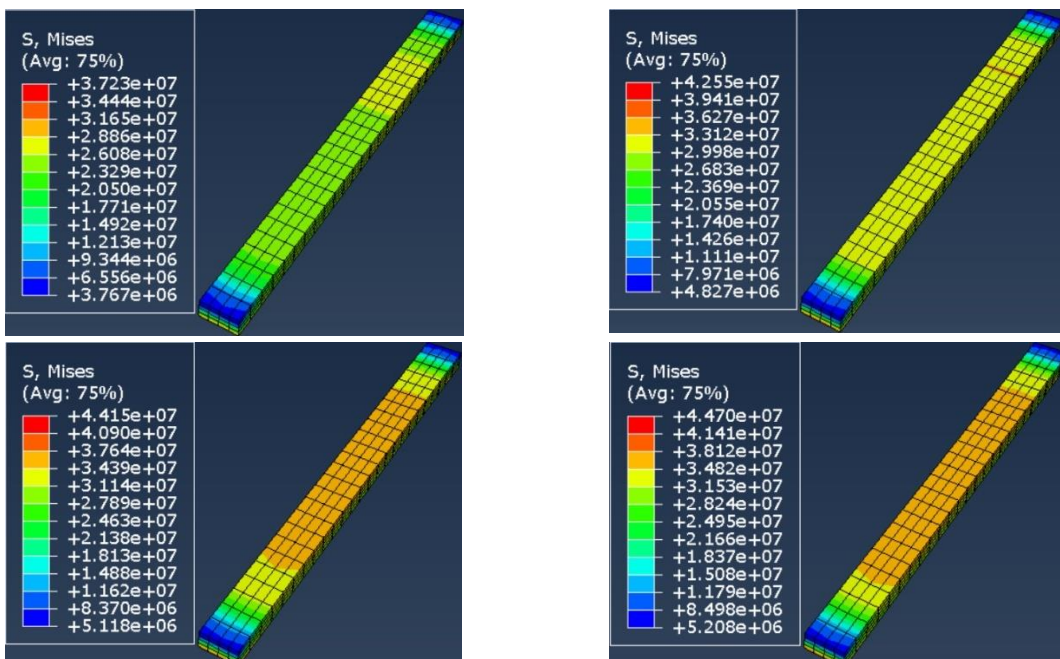 S, Mises
(Avg: 75%)
+3.723e+07
+3.444e+07
+3.165e+07
+2.886e+07
+2.608e+07
+2.329e+07
+2.050e+07
+1.771e+07
+1.492e+07
+1.213e+07
+9.344e+06
+6.556e+06
+3.767e+06
S, Mises
(Avg: 75%)
+4.255e+07
+3.941e+07
+3.627e+07
+3.312e+07
+2.998e+07
+2.683e+07
+2.369e+07
+2.055e+07
+1.740e+07
+1.426e+07
+1.111e+07
+7.971e+06
+4.827e+06
S, Mises
(Avg: 75%)
+4.415e+07
+4.090e+07
+3.764e+07
+3.439e+07
+3.114e+07
+2.789e+07
+2.463e+07
+2.138e+07
+1.813e+07
+1.488e+07
+1.162e+07
+8.370e+06
+5.118e+06
S, Mises
(Avg: 75%)
+4.470e+07
+4.141e+07
+3.812e+07
+3.482e+07
+3.153e+07
+2.824e+07
+2.495e+07
+2.166e+07
+1.837e+07
+1.508e+07
+1.179e+07
+8.498e+06
+5.208e+06